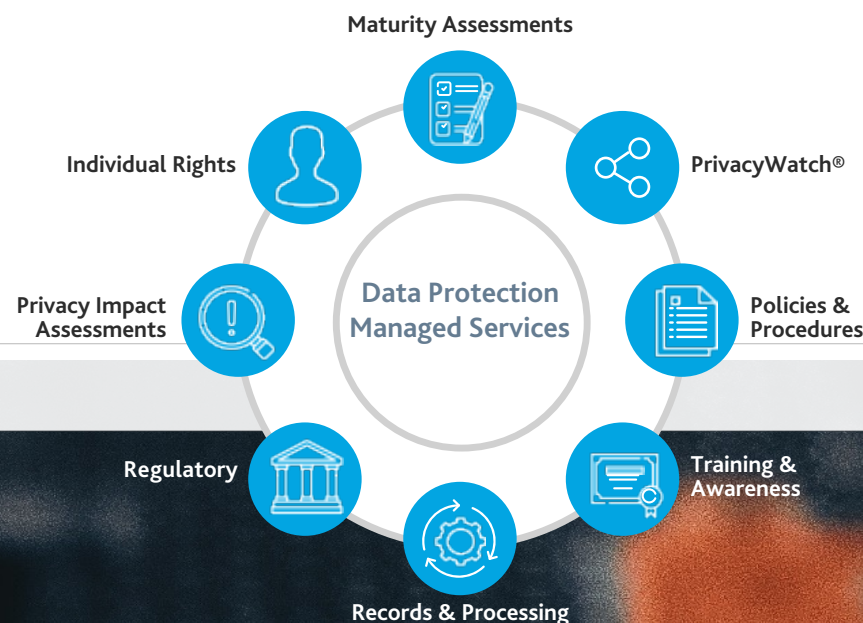 Maturity Assessments
Individual Rights
PrivacyWatch®
Data Protection
Managed Services
Privacy Impact
Assessments
Policies &
Procedures
Regulatory
Training &
Awareness
Records & Processing